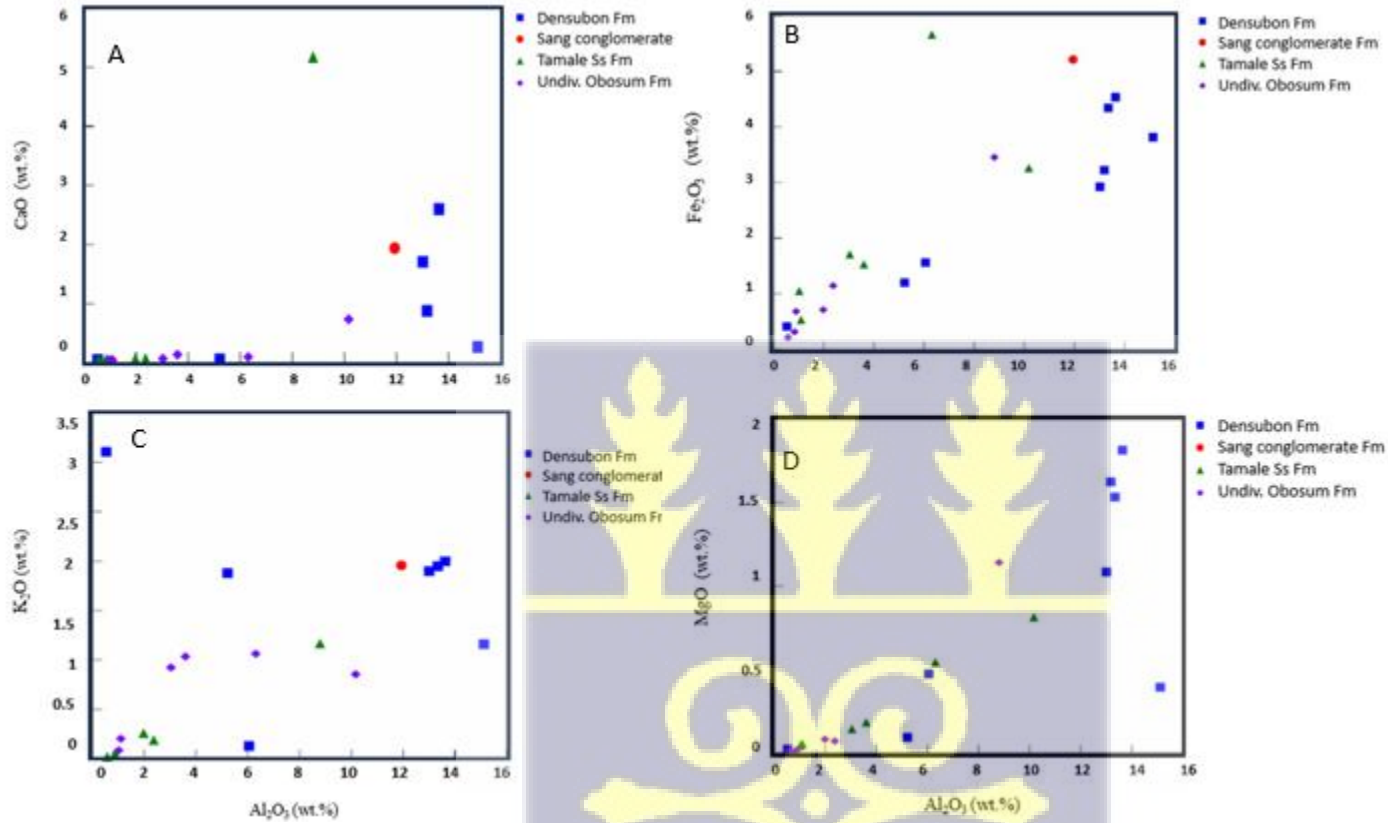 A
CaO (wt.%)
6
5
4
3
2
1
0
0 2 4 6 8 10 12 14 16
Densubon Fm
Sang conglomerate
Tamale Ss Fm
Undiv. Obosum Fm
B
Fe2O3 (wt.%)
6
5
4
3
2
1
0
0 2 4 6 8 10 12 14 16
Densubon Fm
Sang conglomerate Fm
Tamale Ss Fm
Undiv. Obosum Fm
C
K2O (wt.%)
3.5
3
2.5
2
1.5
1
0.5
0
0 2 4 6 8 10 12 14 16
Al2O3 (wt.%)
Densubon Fm
Sang conglomerat
Tamale Ss Fm
Undiv. Obosum Fr
D
MgO (wt.%)
2
1.5
1
0.5
0
0 2 4 6 8 10 12 14 16
Al2O3 (wt.%)
Densubon Fm
Sang conglomerate Fm
Tamale Ss Fm
Undiv. Obosum Fm